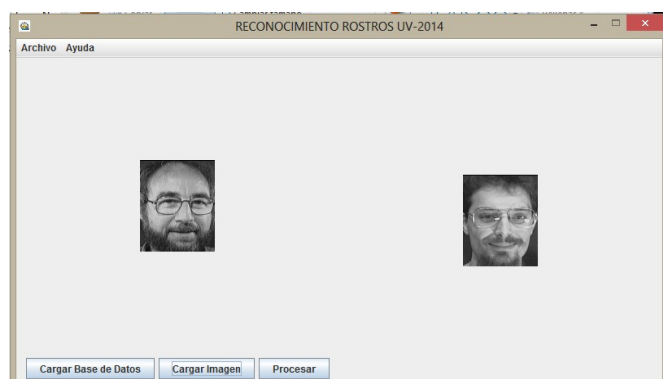 RECONOCIMIENTO ROSTROS UV-2014
Archivo Ayuda
Cargar Base de Datos Cargar Imagen Procesar